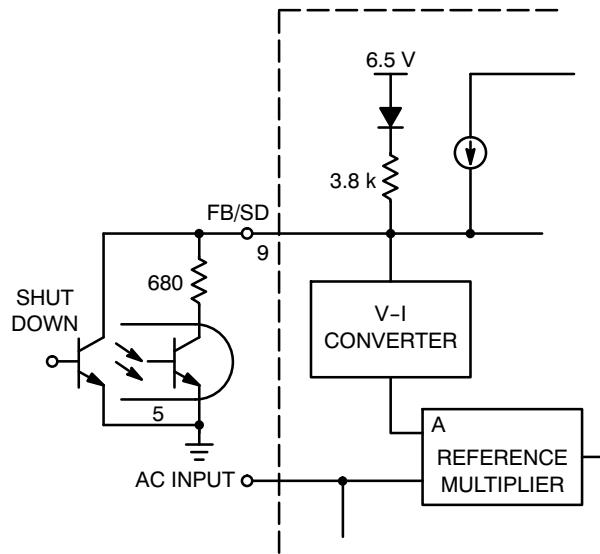 6.5 V
3.8 k
FB/SD
9
680
SHUT
DOWN
V-I
CONVERTER
5
A
REFERENCE
MULTIPLIER
AC INPUT